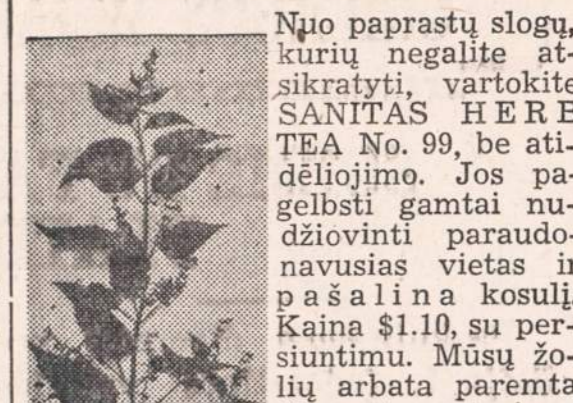 Nuo paprastų slogų,
kurių negalite at-
sikratyti, vartokite
SANITAS HERB
TEA No. 99, be ati-
dėliojimo. Jos pa-
gelbsti gamtai nu-
džiovinti paraudo-
navusias vietas ir
pašalina kosulį.
Kaina $1.10, su per-
siuntimu. Mūsų žo-
lių arbata paremta